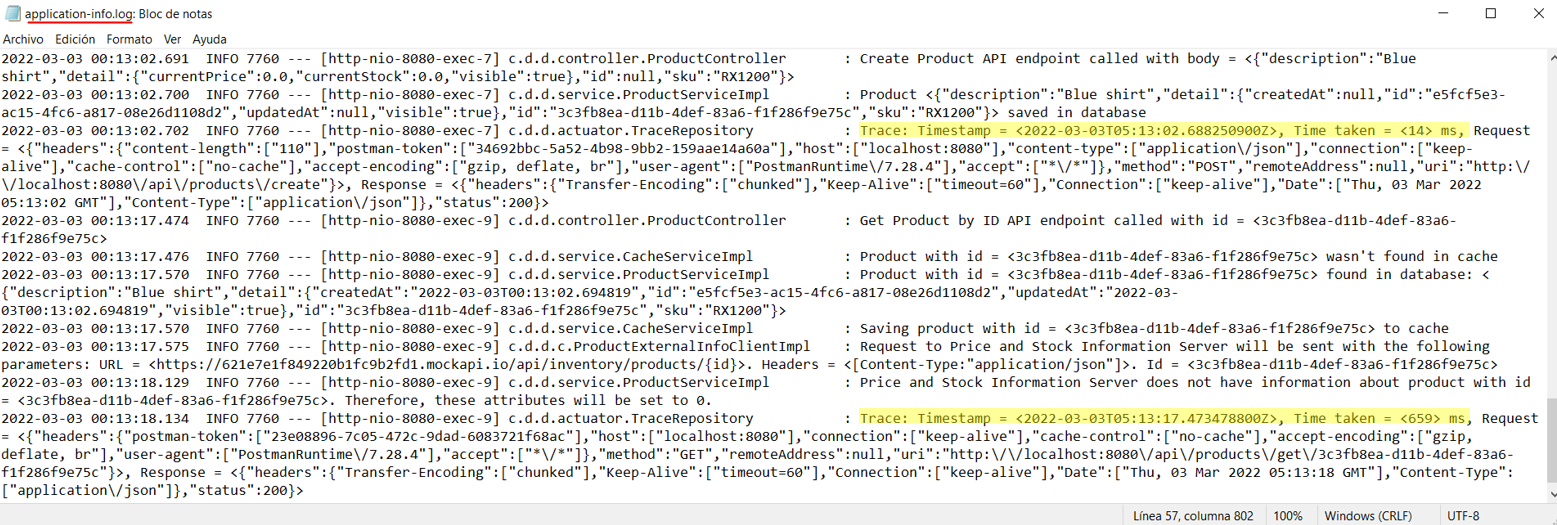 application-info.log: Bloc de notas
Archivo Edición Formato Ver Ayuda
2022-03-03 00:13:02.691  INFO 7760 --- [http-nio-8080-exec-7] c.d.d.controller.ProductController       : Create Product API endpoint called with body = <{"description":"Blue
shirt","detail":{"currentPrice":0.0,"currentStock":0.0,"visible":true},"id":null,"sku":"RX1200"}>
2022-03-03 00:13:02.700  INFO 7760 --- [http-nio-8080-exec-7] c.d.d.service.ProductServiceImpl         : Product <{"description":"Blue shirt","detail":{"createdAt":null,"id":"e5fcf5e3-
ac15-4fc6-a817-08e26d1108d2","updatedAt":null,"visible":true},"id":"3c3fb8ea-d11b-4def-83a6-f1f286f9e75c","sku":"RX1200"}> saved in database
2022-03-03 00:13:02.702  INFO 7760 --- [http-nio-8080-exec-7] c.d.d.actuator.TraceRepository           : Trace: Timestamp = <2022-03-03T05:13:02.688250900Z>, Time taken = <14> ms, Request
= <{"headers":{"content-length":["110"],"postman-token":["34692bbc-5a52-4b98-9bb2-159aae14a60a"],"host":["localhost:8080"],"content-type":["application\/json"],"connection":["keep-
alive"],"cache-control":["no-cache"],"accept-encoding":["gzip, deflate, br"],"user-agent":["PostmanRuntime\/7.28.4"],"accept":["*\/*"]},"method":"POST","remoteAddress":null,"uri":"http:\/
\/localhost:8080\/api\/products\/create"}>, Response = <{"headers":{"Transfer-Encoding":["chunked"],"Keep-Alive":["timeout=60"],"Connection":["keep-alive"],"Date":["Thu, 03 Mar 2022
05:13:02 GMT"],"Content-Type":["application\/json"]},"status":200}>
2022-03-03 00:13:17.474  INFO 7760 --- [http-nio-8080-exec-9] c.d.d.controller.ProductController       : Get Product by ID API endpoint called with id = <3c3fb8ea-d11b-4def-83a6-
f1f286f9e75c>
2022-03-03 00:13:17.476  INFO 7760 --- [http-nio-8080-exec-9] c.d.d.service.CacheServiceImpl           : Product with id = <3c3fb8ea-d11b-4def-83a6-f1f286f9e75c> wasn't found in cache
2022-03-03 00:13:17.570  INFO 7760 --- [http-nio-8080-exec-9] c.d.d.service.ProductServiceImpl         : Product with id = <3c3fb8ea-d11b-4def-83a6-f1f286f9e75c> found in database: <
{"description":"Blue shirt","detail":{"createdAt":"2022-03-03T00:13:02.694819","id":"e5fcf5e3-ac15-4fc6-a817-08e26d1108d2","updatedAt":"2022-03-
03T00:13:02.694819","visible":true},"id":"3c3fb8ea-d11b-4def-83a6-f1f286f9e75c","sku":"RX1200"}>
2022-03-03 00:13:17.570  INFO 7760 --- [http-nio-8080-exec-9] c.d.d.service.CacheServiceImpl           : Saving product with id = <3c3fb8ea-d11b-4def-83a6-f1f286f9e75c> to cache
2022-03-03 00:13:17.575  INFO 7760 --- [http-nio-8080-exec-9] c.d.d.c.ProductExternalInfoClientImpl    : Request to Price and Stock Information Server will be sent with the following
parameters: URL = <https://621e7e1f849220b1fc9b2fd1.mockapi.io/api/inventory/products/{id}>. Headers = <[Content-Type:"application/json"]>. Id = <3c3fb8ea-d11b-4def-83a6-f1f286f9e75c>
2022-03-03 00:13:18.129  INFO 7760 --- [http-nio-8080-exec-9] c.d.d.service.ProductServiceImpl         : Price and Stock Information Server does not have information about product with id
= <3c3fb8ea-d11b-4def-83a6-f1f286f9e75c>. Therefore, these attributes will be set to 0.
2022-03-03 00:13:18.134  INFO 7760 --- [http-nio-8080-exec-9] c.d.d.actuator.TraceRepository           : Trace: Timestamp = <2022-03-03T05:13:17.473478800Z>, Time taken = <659> ms, Request
= <{"headers":{"postman-token":["23e08896-7c05-472c-9dad-6083721f68ac"],"host":["localhost:8080"],"connection":["keep-alive"],"cache-control":["no-cache"],"accept-encoding":["gzip,
deflate, br"],"user-agent":["PostmanRuntime\/7.28.4"],"accept":["*\/*"]},"method":"GET","remoteAddress":null,"uri":"http:\/\/localhost:8080\/api\/products\/get\/3c3fb8ea-d11b-4def-83a6-
f1f286f9e75c"}>, Response = <{"headers":{"Transfer-Encoding":["chunked"],"Keep-Alive":["timeout=60"],"Connection":["keep-alive"],"Date":["Thu, 03 Mar 2022 05:13:18 GMT"],"Content-Type":
["application\/json"]},"status":200}>
Línea 57, columna 802 100% Windows (CRLF) UTF-8